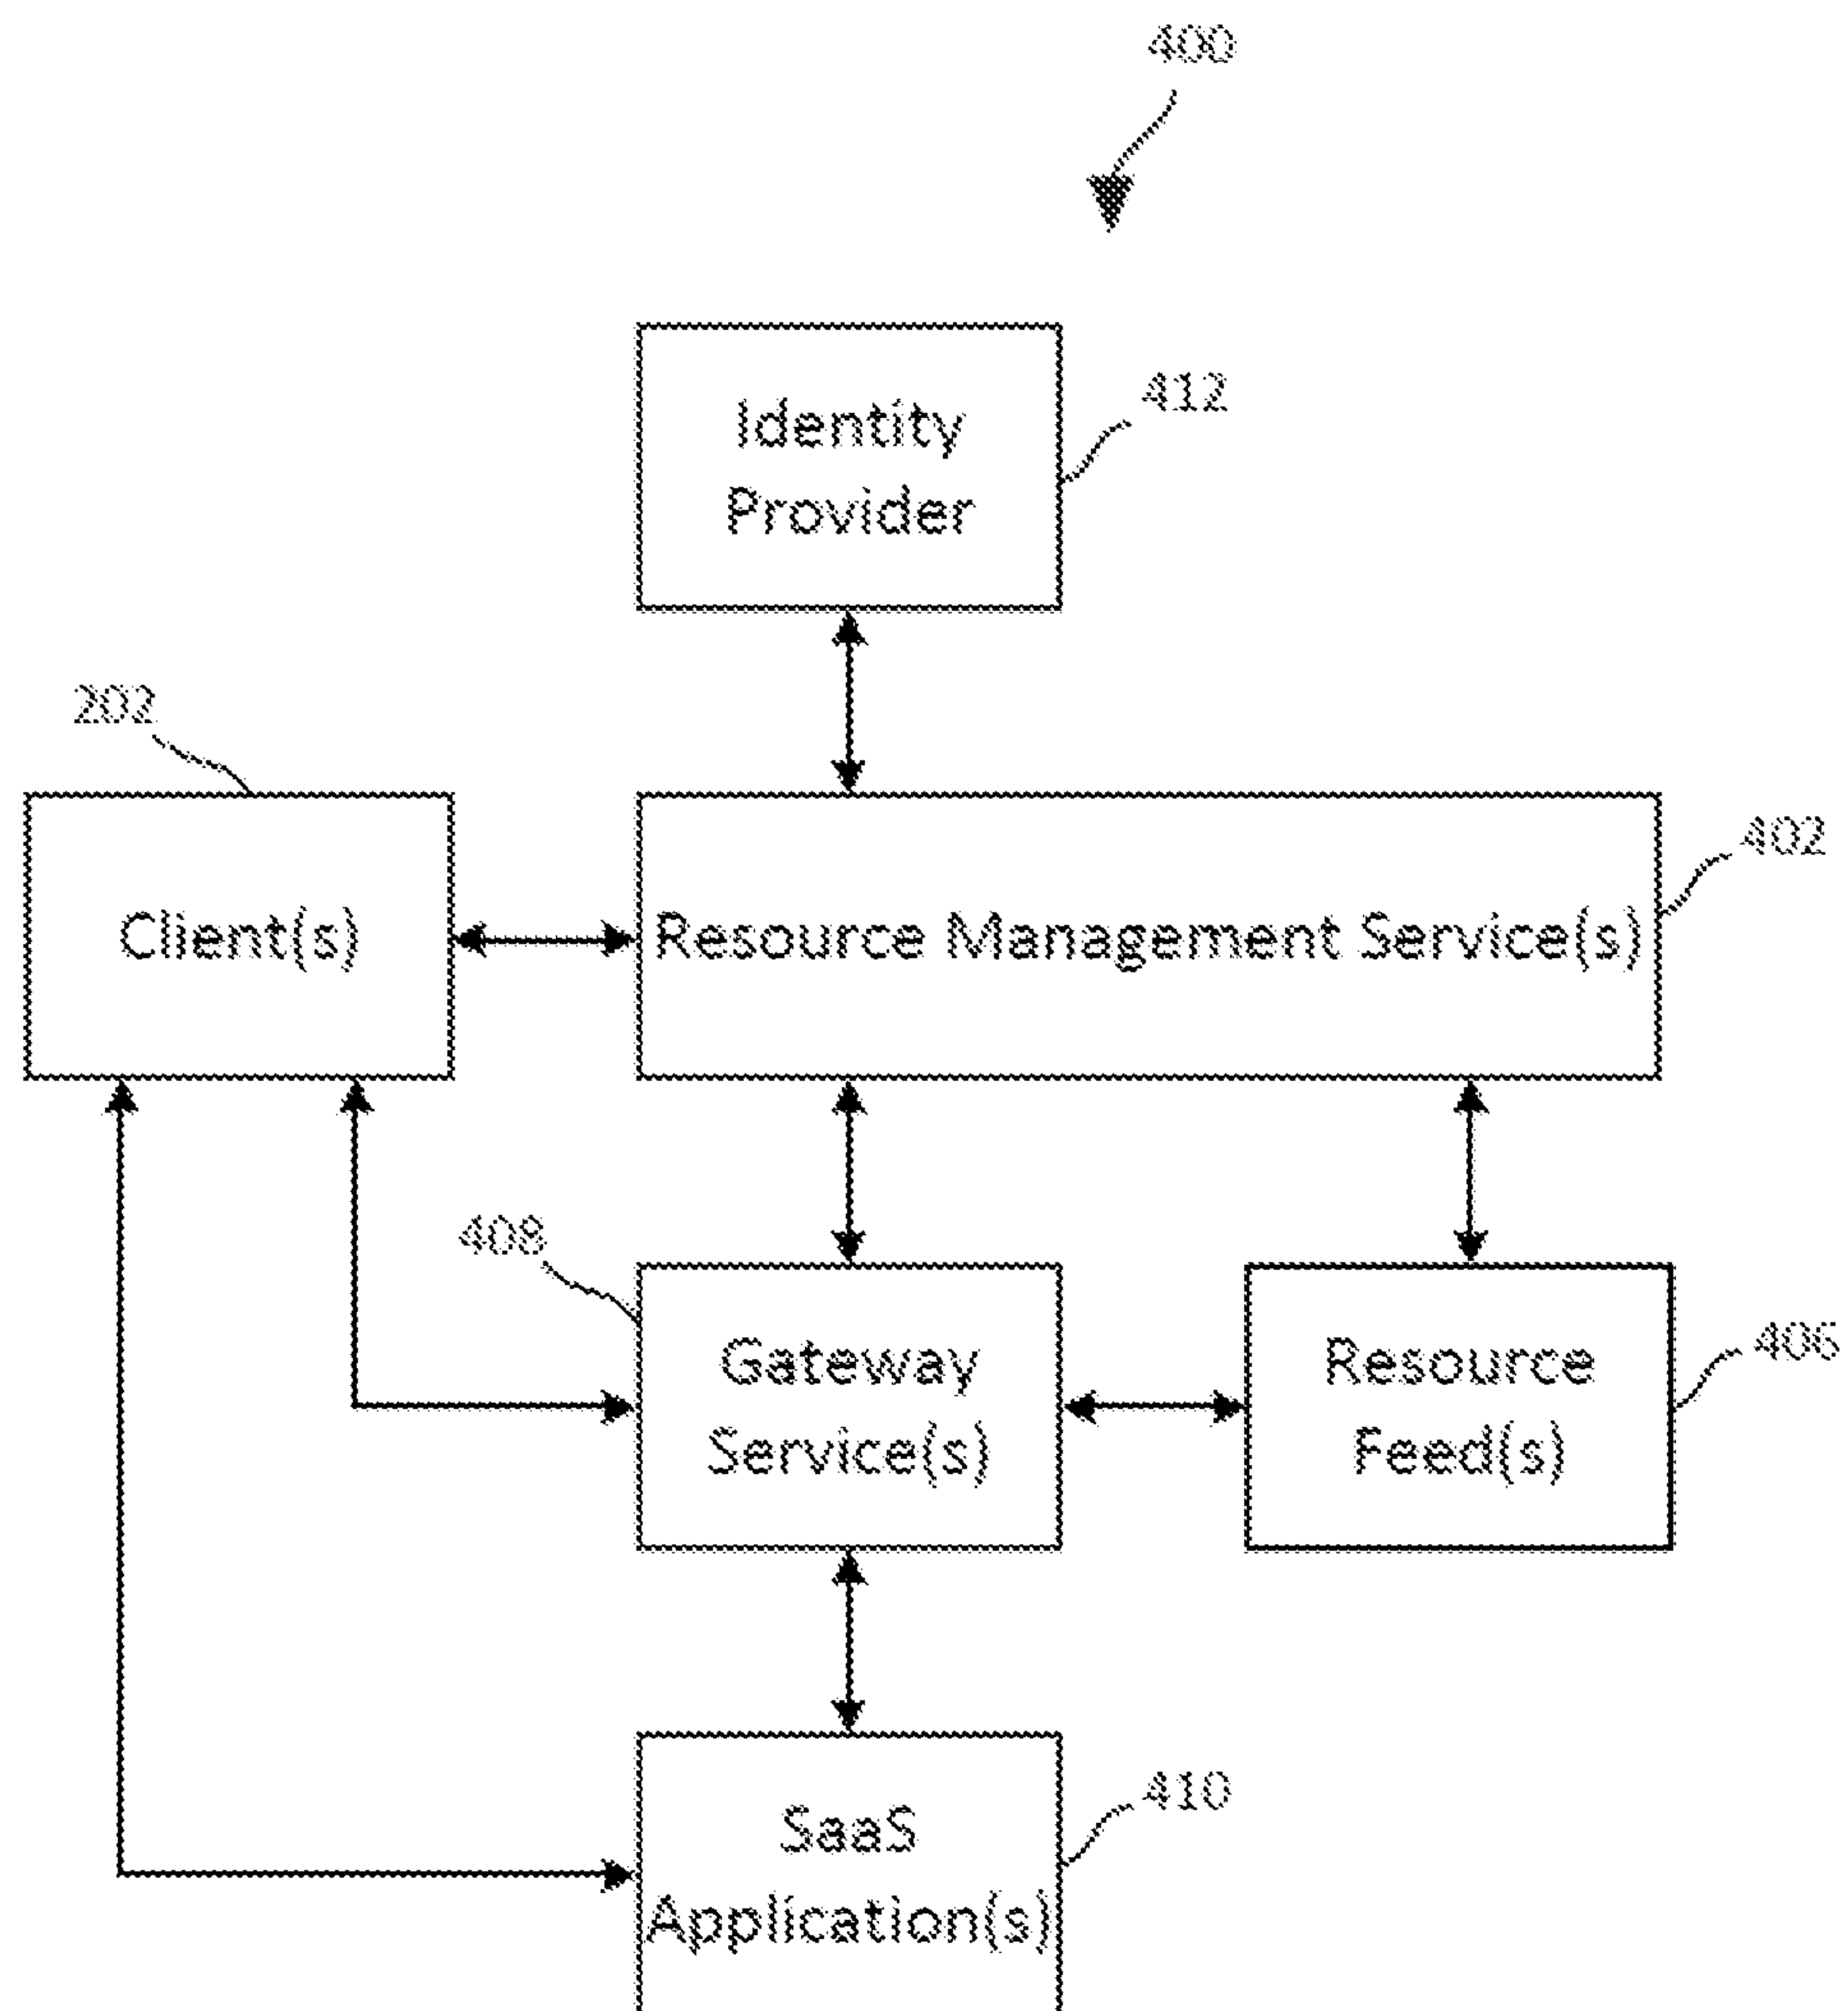 400
Identity
Provider
412
202
Client(s)
Resource Management Service(s)
402
408
Gateway
Service(s)
Resource
Feed(s)
406
SaaS
Application(s)
410